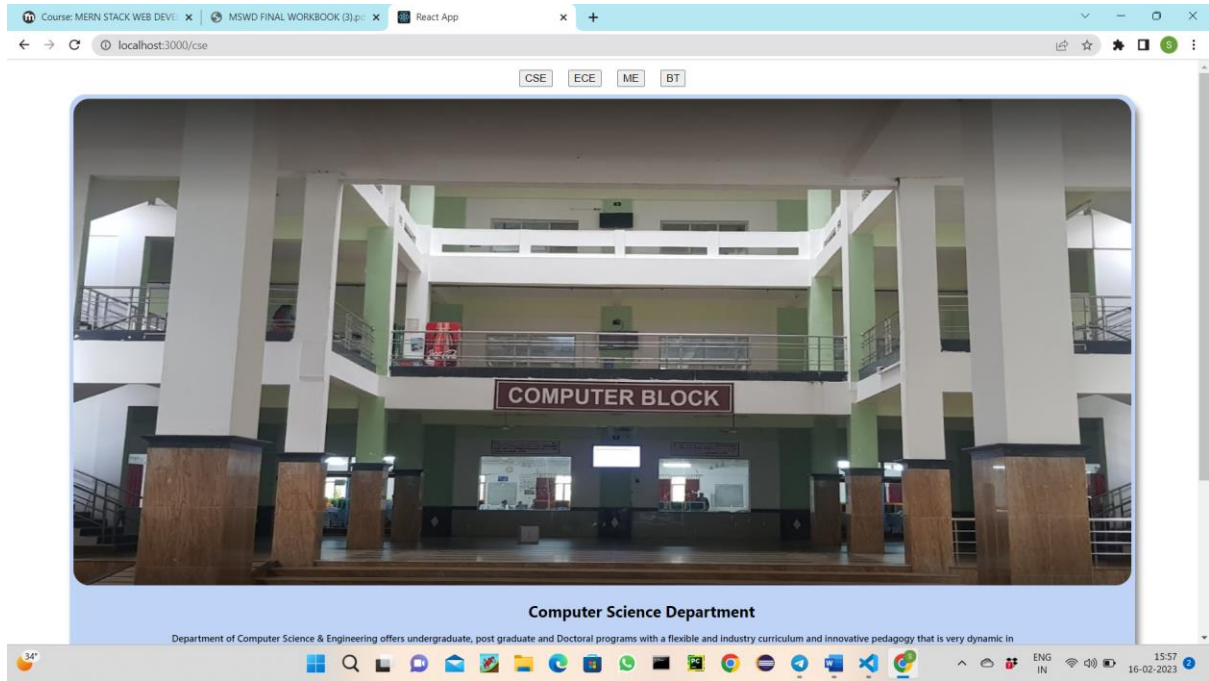 Course: MERN STACK WEB DEVE
MSWD FINAL WORKBOOK (3).pd
React App
localhost:3000/cse
S
CSE ECE ME BT
COMPUTER BLOCK
Computer Science Department
Department of Computer Science & Engineering offers undergraduate, post graduate and Doctoral programs with a flexible and industry curriculum and innovative pedagogy that is very dynamic in
34°
ENG
IN
15:57
16-02-2023
2